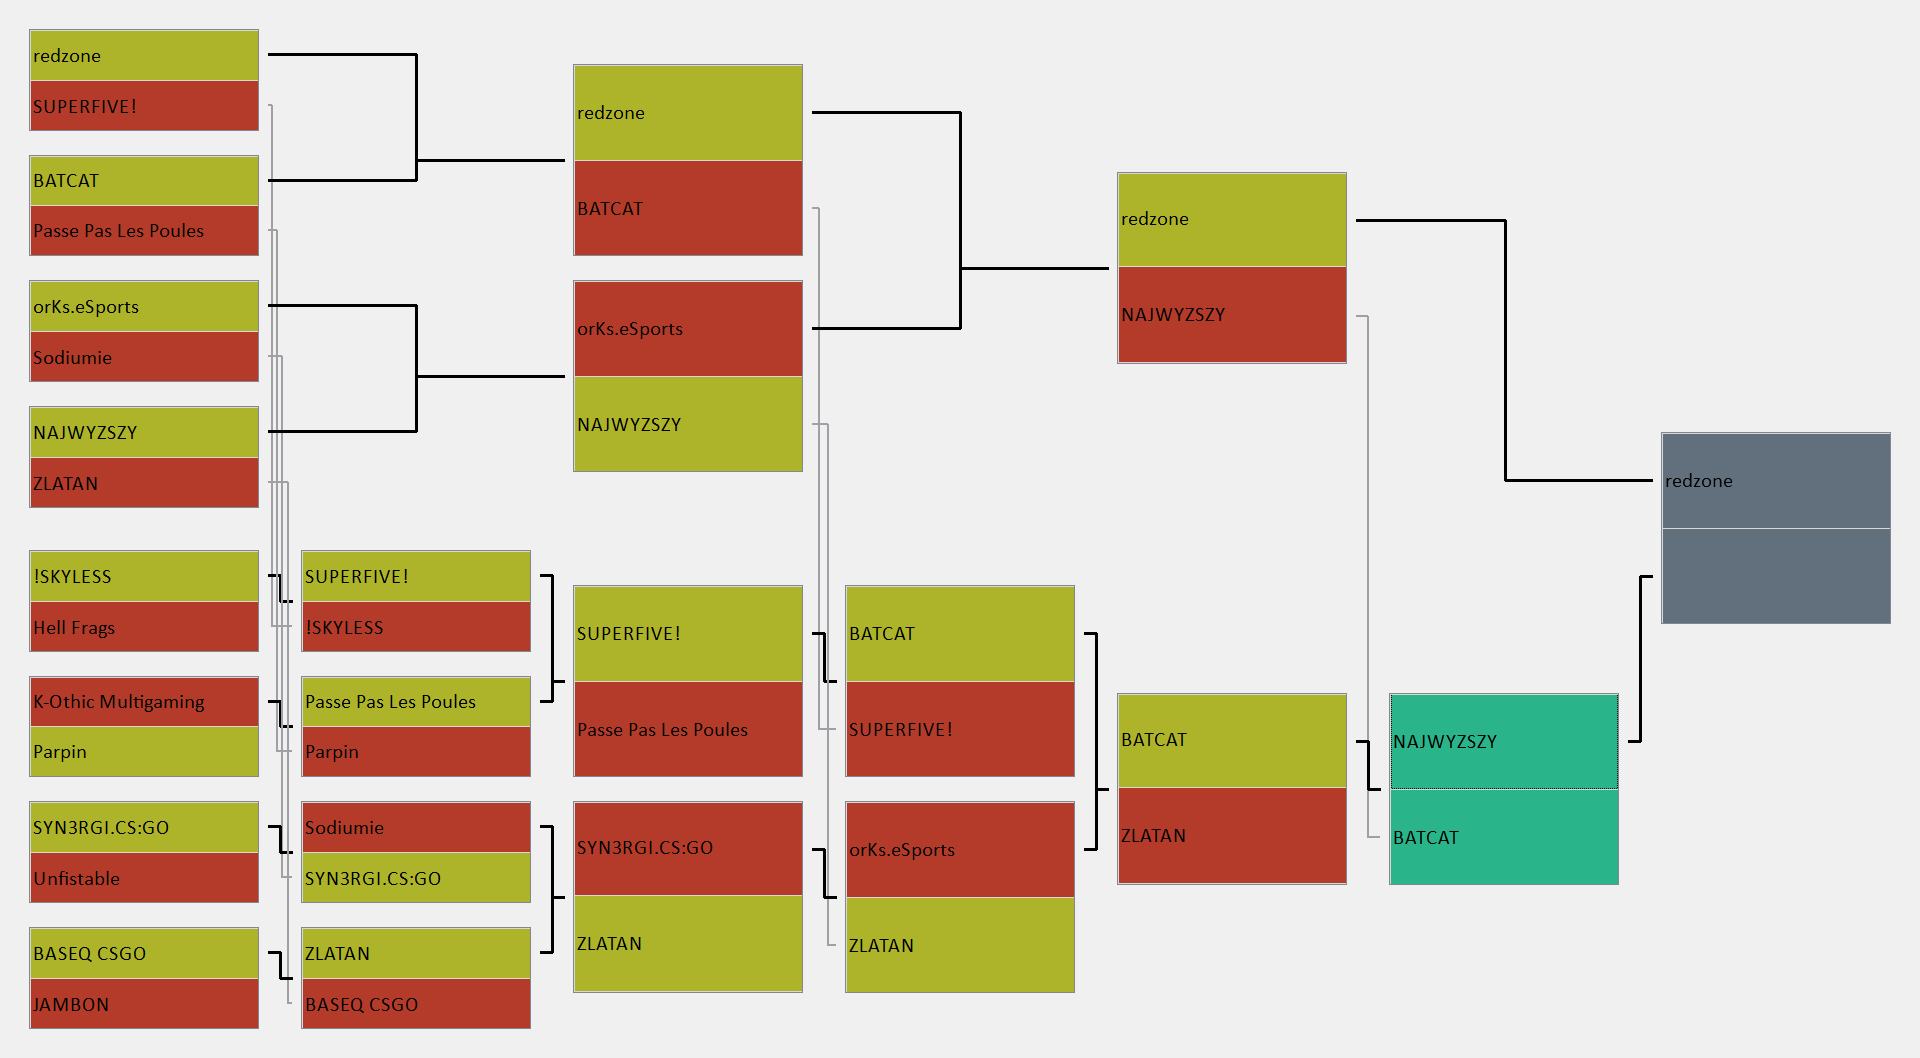 redzone
SUPERFIVE!
BATCAT
Passe Pas Les Poules
orKs.eSports
Sodiumie
NAJWYZSZY
ZLATAN
!SKYLESS
Hell Frags
K-Othic Multigaming
Parpin
SYN3RGI.CS:GO
Unfistable
BASEQ CSGO
JAMBON
SUPERFIVE!
!SKYLESS
Passe Pas Les Poules
Parpin
Sodiumie
SYN3RGI.CS:GO
ZLATAN
BASEQ CSGO
redzone
BATCAT
orKs.eSports
NAJWYZSZY
SUPERFIVE!
Passe Pas Les Poules
SYN3RGI.CS:GO
ZLATAN
BATCAT
SUPERFIVE!
orKs.eSports
ZLATAN
redzone
NAJWYZSZY
BATCAT
ZLATAN
NAJWYZSZY
BATCAT
redzone